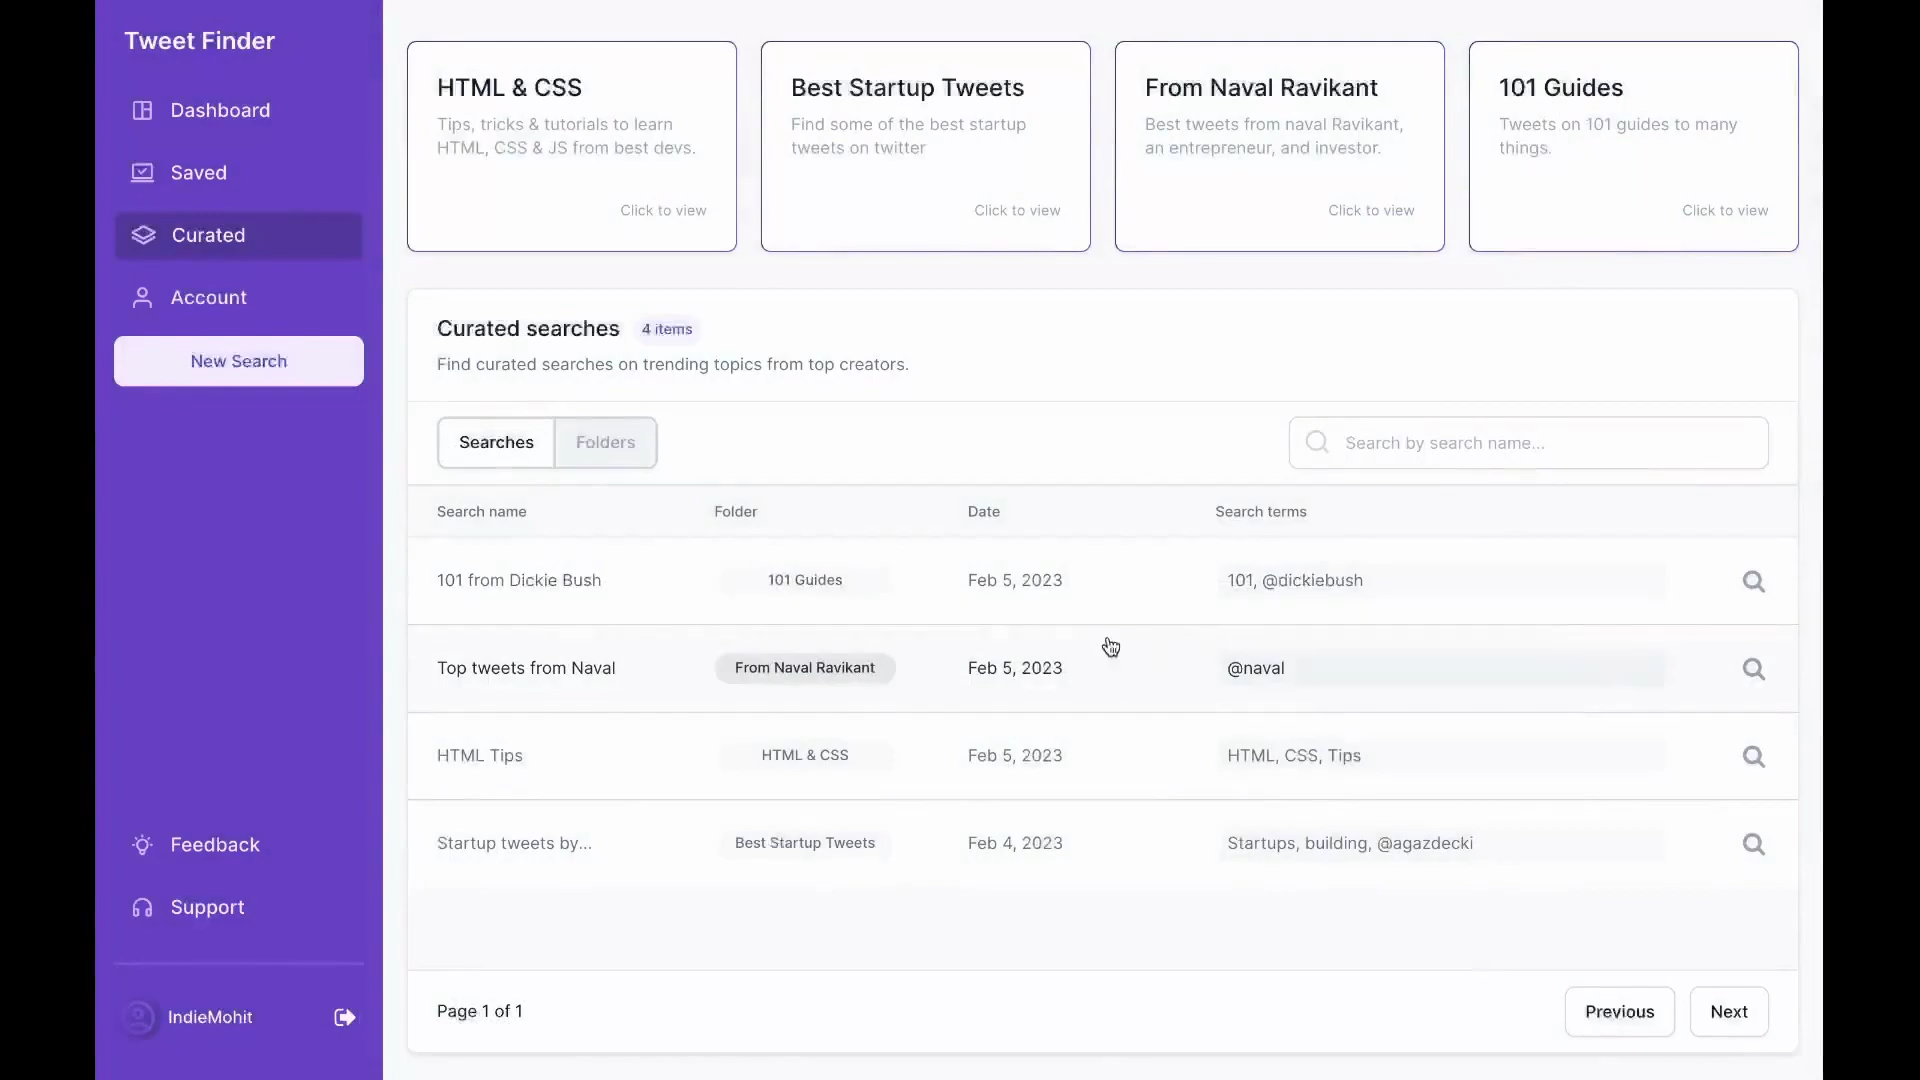 Tweet Finder
Dashboard
Saved
Curated
Account
New Search
Feedback
Support
IndieMohit
HTML & CSS
Tips, tricks & tutorials to learn
HTML, CSS & JS from best devs.
Click to view
Best Startup Tweets
Find some of the best startup
tweets on twitter
Click to view
From Naval Ravikant
Best tweets from naval Ravikant,
an entrepreneur, and investor.
Click to view
101 Guides
Tweets on 101 guides to many
things.
Click to view
Curated searches 4 items
Find curated searches on trending topics from top creators.
Searches Folders Search by search name...
Search name Folder Date Search terms
101 from Dickie Bush 101 Guides Feb 5, 2023 101, @dickiebush
Top tweets from Naval From Naval Ravikant Feb 5, 2023 @naval
HTML Tips HTML & CSS Feb 5, 2023 HTML, CSS, Tips
Startup tweets by... Best Startup Tweets Feb 4, 2023 Startups, building, @agazdecki
Page 1 of 1 Previous Next